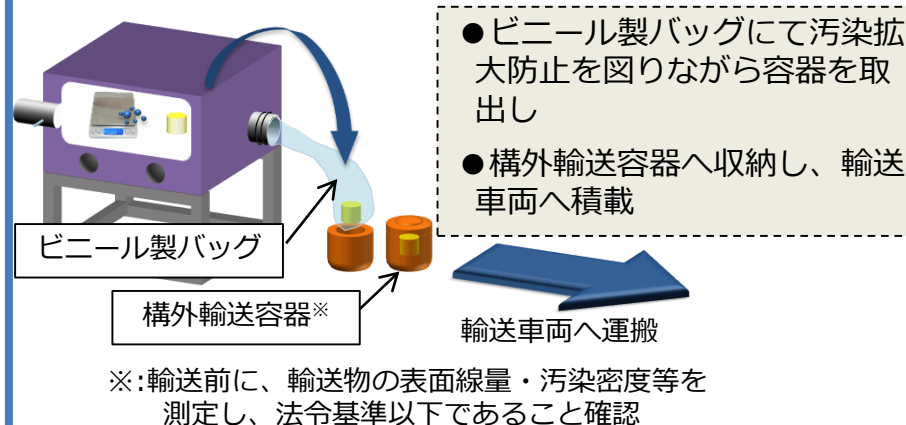 ●ビニール製バッグにて汚染拡
大防止を図りながら容器を取
出し
●構外輸送容器へ収納し、輸送
車両へ積載
ビニール製バッグ
構外輸送容器※
輸送車両へ運搬
※:輸送前に、輸送物の表面線量・汚染密度等を
測定し、法令基準以下であること確認